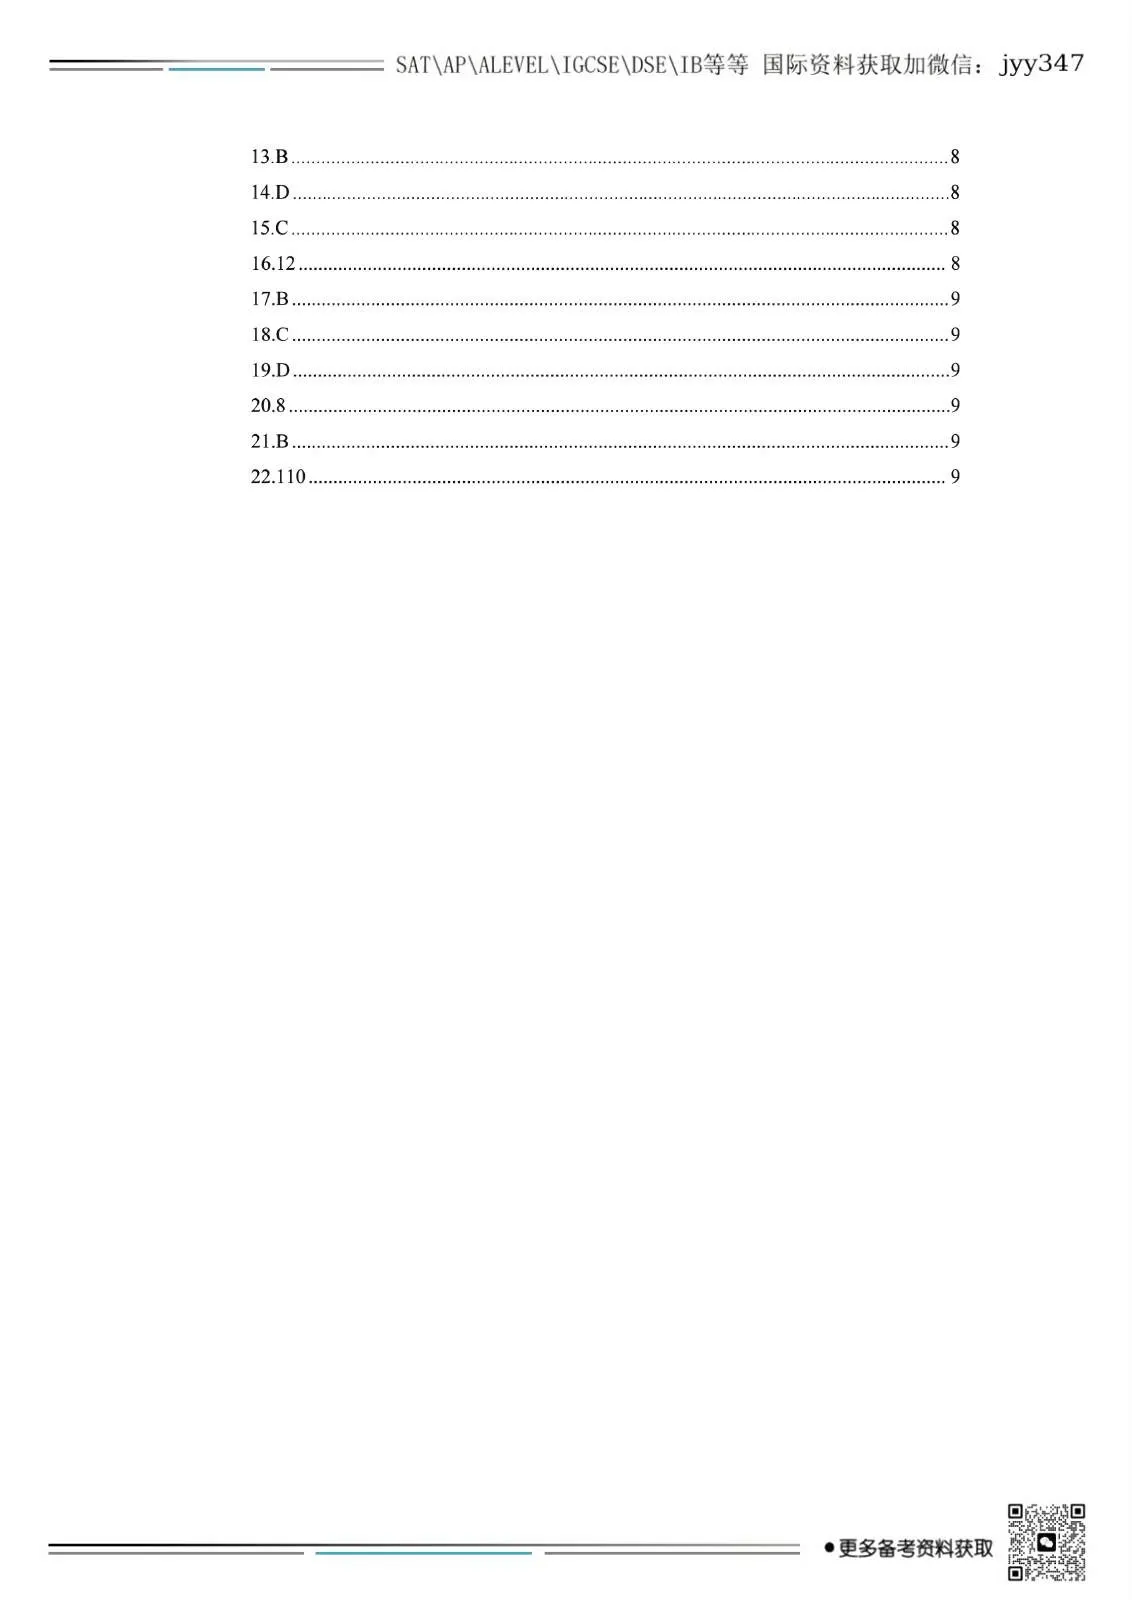 SAT\AP\ALEVEL\IGCSE\DSE\IB等等 国际资料获取加微信：jyy347
13.B........................................8
14.D........................................8
15.C........................................8
16.12........................................ 8
17.B........................................9
18.C........................................9
19.D........................................9
20.8........................................9
21.B........................................9
22.110........................................ 9
●更多备考资料获取